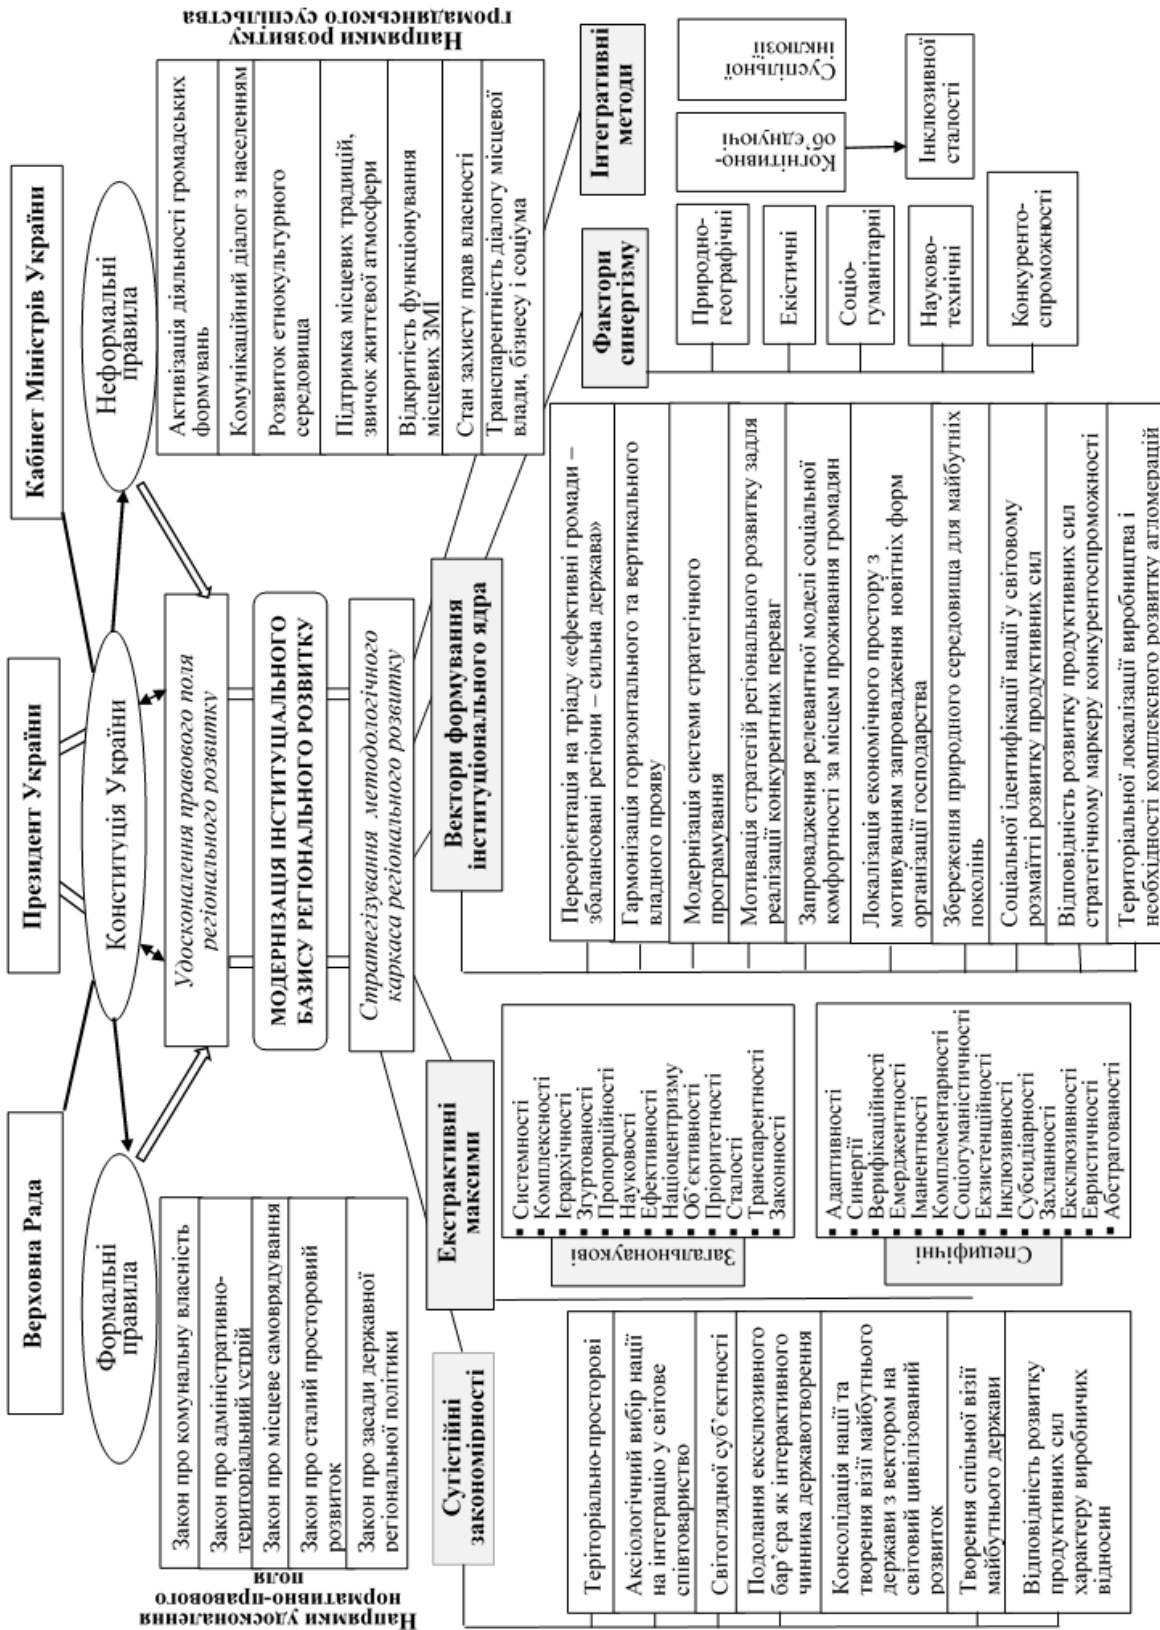 Верховна Рада
Президент України
Кабінет Міністрів України
Формальні
правила
Конституція України
Неформальні
правила
Напрямки удосконалення
нормативно-правового
поля
Закон про комунальну власність
Закон про адміністративно-
територіальний устрій
Закон про місцеве самоврядування
Закон про сталий просторовий
розвиток
Закон про засади державної
регіональної політики
Удосконалення правового поля
регіонального розвитку
МОДЕРНІЗАЦІЯ ІНСТИТУЦІАЛЬНОГО
БАЗИСУ РЕГІОНАЛЬНОГО РОЗВИТКУ
Стратегізування методологічного
каркаса регіонального розвитку
Напрямки розвитку
громадянського суспільства
Активізація діяльності громадських
формувань
Комунікаційний діалог з населенням
Розвиток етнокультурного
середовища
Підтримка місцевих традицій,
звичок життєвої атмосфери
Відкритість функціонування
місцевих ЗМІ
Стан захисту прав власності
Транспарентність діалогу місцевої
влади, бізнесу і соціума
Сугістійні
закономірності
Екстрактивні
максими
Вектори формування
інституціонального ядра
Фактори
синергізму
Інтегративні
методи
Терігоріально-просторові
Аксіологічний вибір нації
на інтеграцію у світове
співтовариство
Світоглядної суб’єктності
Подолання ексклюзивного
бар’єра як інтерактивного
чинника державотворення
Консолідація нації та
творення візії майбутнього
держави з вектором на
світовий цивілізований
розвиток
Творення спільної візії
майбутнього держави
Відповідність розвитку
продуктивних сил
характеру виробничих
відносин
Загальнонаукові
▪ Системності
▪ Комплексності
▪ Ієрархічності
▪ Згуртованості
▪ Пропорційності
▪ Науковості
▪ Ефективності
▪ Націоцентризму
▪ Об’єктивності
▪ Пріоритетності
▪ Сталості
▪ Транспарентності
▪ Законності
Специфічні
▪ Адаптивності
▪ Синергії
▪ Верифікаційності
▪ Емерджентності
▪ Іманентності
▪ Комплементарності
▪ Соціогуманістичності
▪ Екзистенційності
▪ Інклюзивності
▪ Субсидіарності
▪ Захланності
▪ Ексклюзивності
▪ Евристичності
▪ Абстрагованості
Переорієнтація на тріаду «ефективні громади –
збалансовані регіони – сильна держава»
Гармонізація горизонтального та вертикального
владного прояву
Модернізація системи стратегічного
програмування
Мотивація стратегій регіонального розвитку задля
реалізації конкурентних переваг
Запровадження релевантної моделі соціальної
комфортності за місцем проживання громадян
Локалізація економічного простору з
мотивуванням запровадження новітніх форм
організації господарства
Збереження природного середовища для майбутніх
поколінь
Соціальної ідентифікації нації у світовому
розмаїтті розвитку продуктивних сил
Відповідність розвитку продуктивних сил
стратегічному маркеру конкурентоспроможності
Територіальної локалізації виробництва і
необхідності комплексного розвитку агломерацій
Природно-
географічні
Екістичні
Соціо-
гуманітарні
Науково-
технічні
Конкуренто-
спроможності
Когнітивно-
об’єднуючі
Суспільної
інклюзії
Інклюзивної
сталості